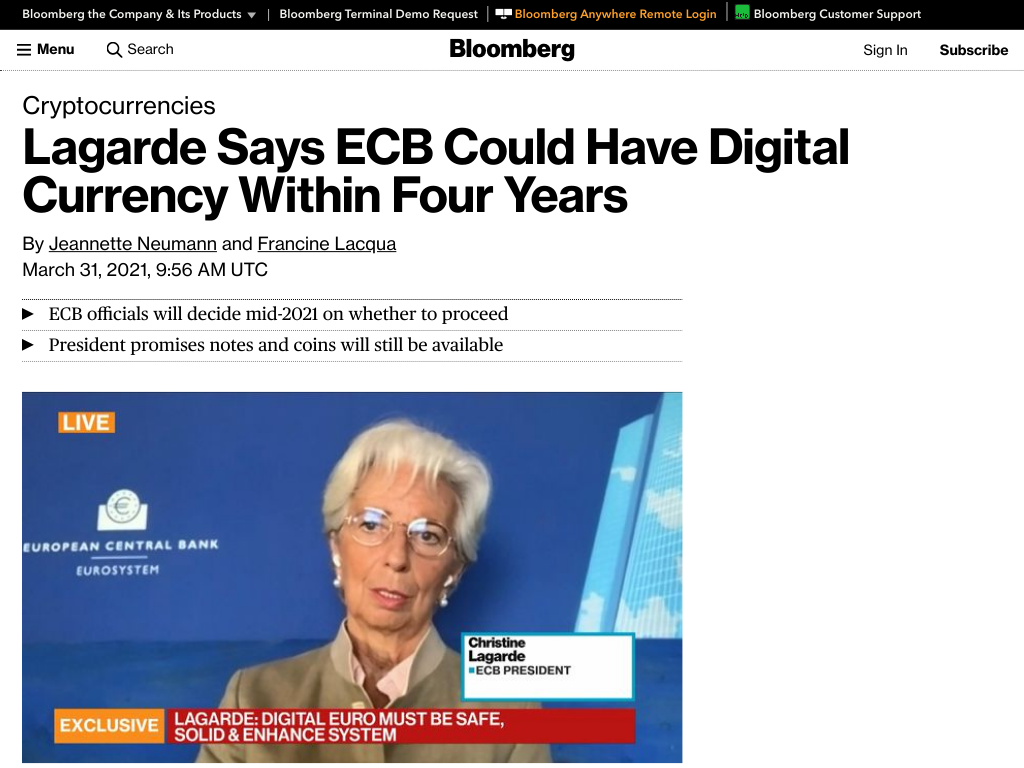 Bloomberg the Company & Its Products
Bloomberg Terminal Demo Request
Bloomberg Anywhere Remote Login
Bloomberg Customer Support
Menu
Search
Bloomberg
Sign In
Subscribe
Cryptocurrencies
Lagarde Says ECB Could Have Digital
Currency Within Four Years
By Jeannette Neumann and Francine Lacqua
March 31, 2021, 9:56 AM UTC
ECB officials will decide mid-2021 on whether to proceed
President promises notes and coins will still be available
LIVE
EUROPEAN CENTRAL BANK
EUROSYSTEM
Christine
Lagarde
ECB PRESIDENT
EXCLUSIVE
LAGARDE: DIGITAL EURO MUST BE SAFE,
SOLID & ENHANCE SYSTEM